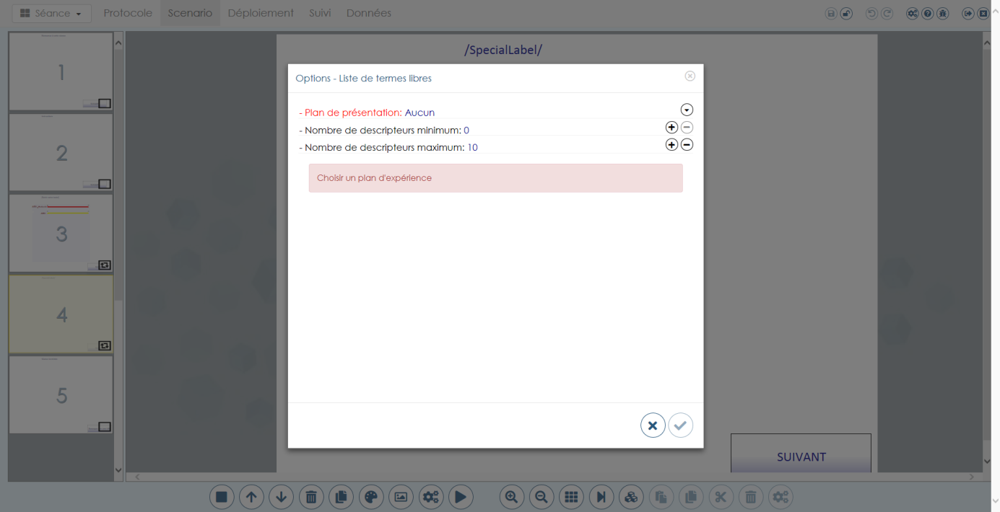 Séance
Protocole
Scenario
Déploiement
Suivi
Données
1
2
3
4
5
/SpecialLabel/
Options - Liste de termes libres
- Plan de présentation: Aucun
- Nombre de descripteurs minimum: 0
- Nombre de descripteurs maximum: 10
Choisir un plan d'expérience
SUIVANT